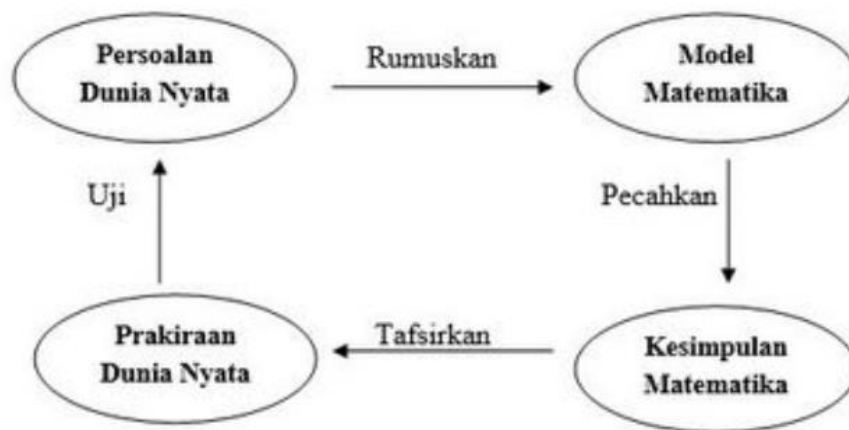 Persoalan
Dunia Nyata
Rumuskan
Model
Matematika
Uji
Pecahkan
Prakiraan
Dunia Nyata
Tafsirkan
Kesimpulan
Matematika